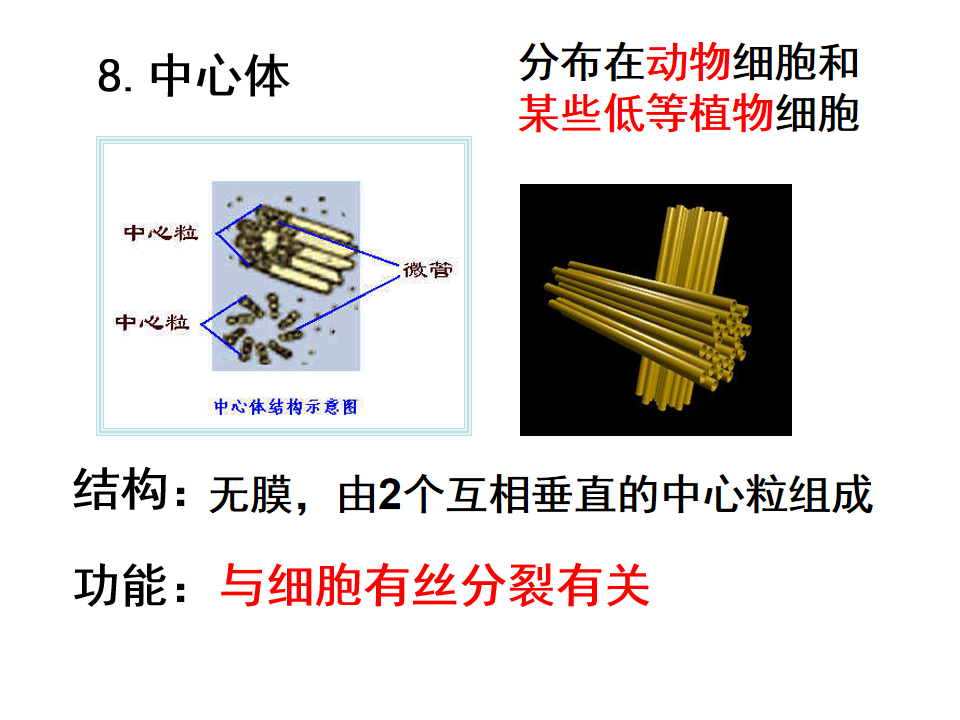 8. 中心体
分布在动物细胞和
某些低等植物细胞
中心粒
微管
中心粒
中心体结构示意图
结构：无膜，由2个互相垂直的中心粒组成
功能：与细胞有丝分裂有关